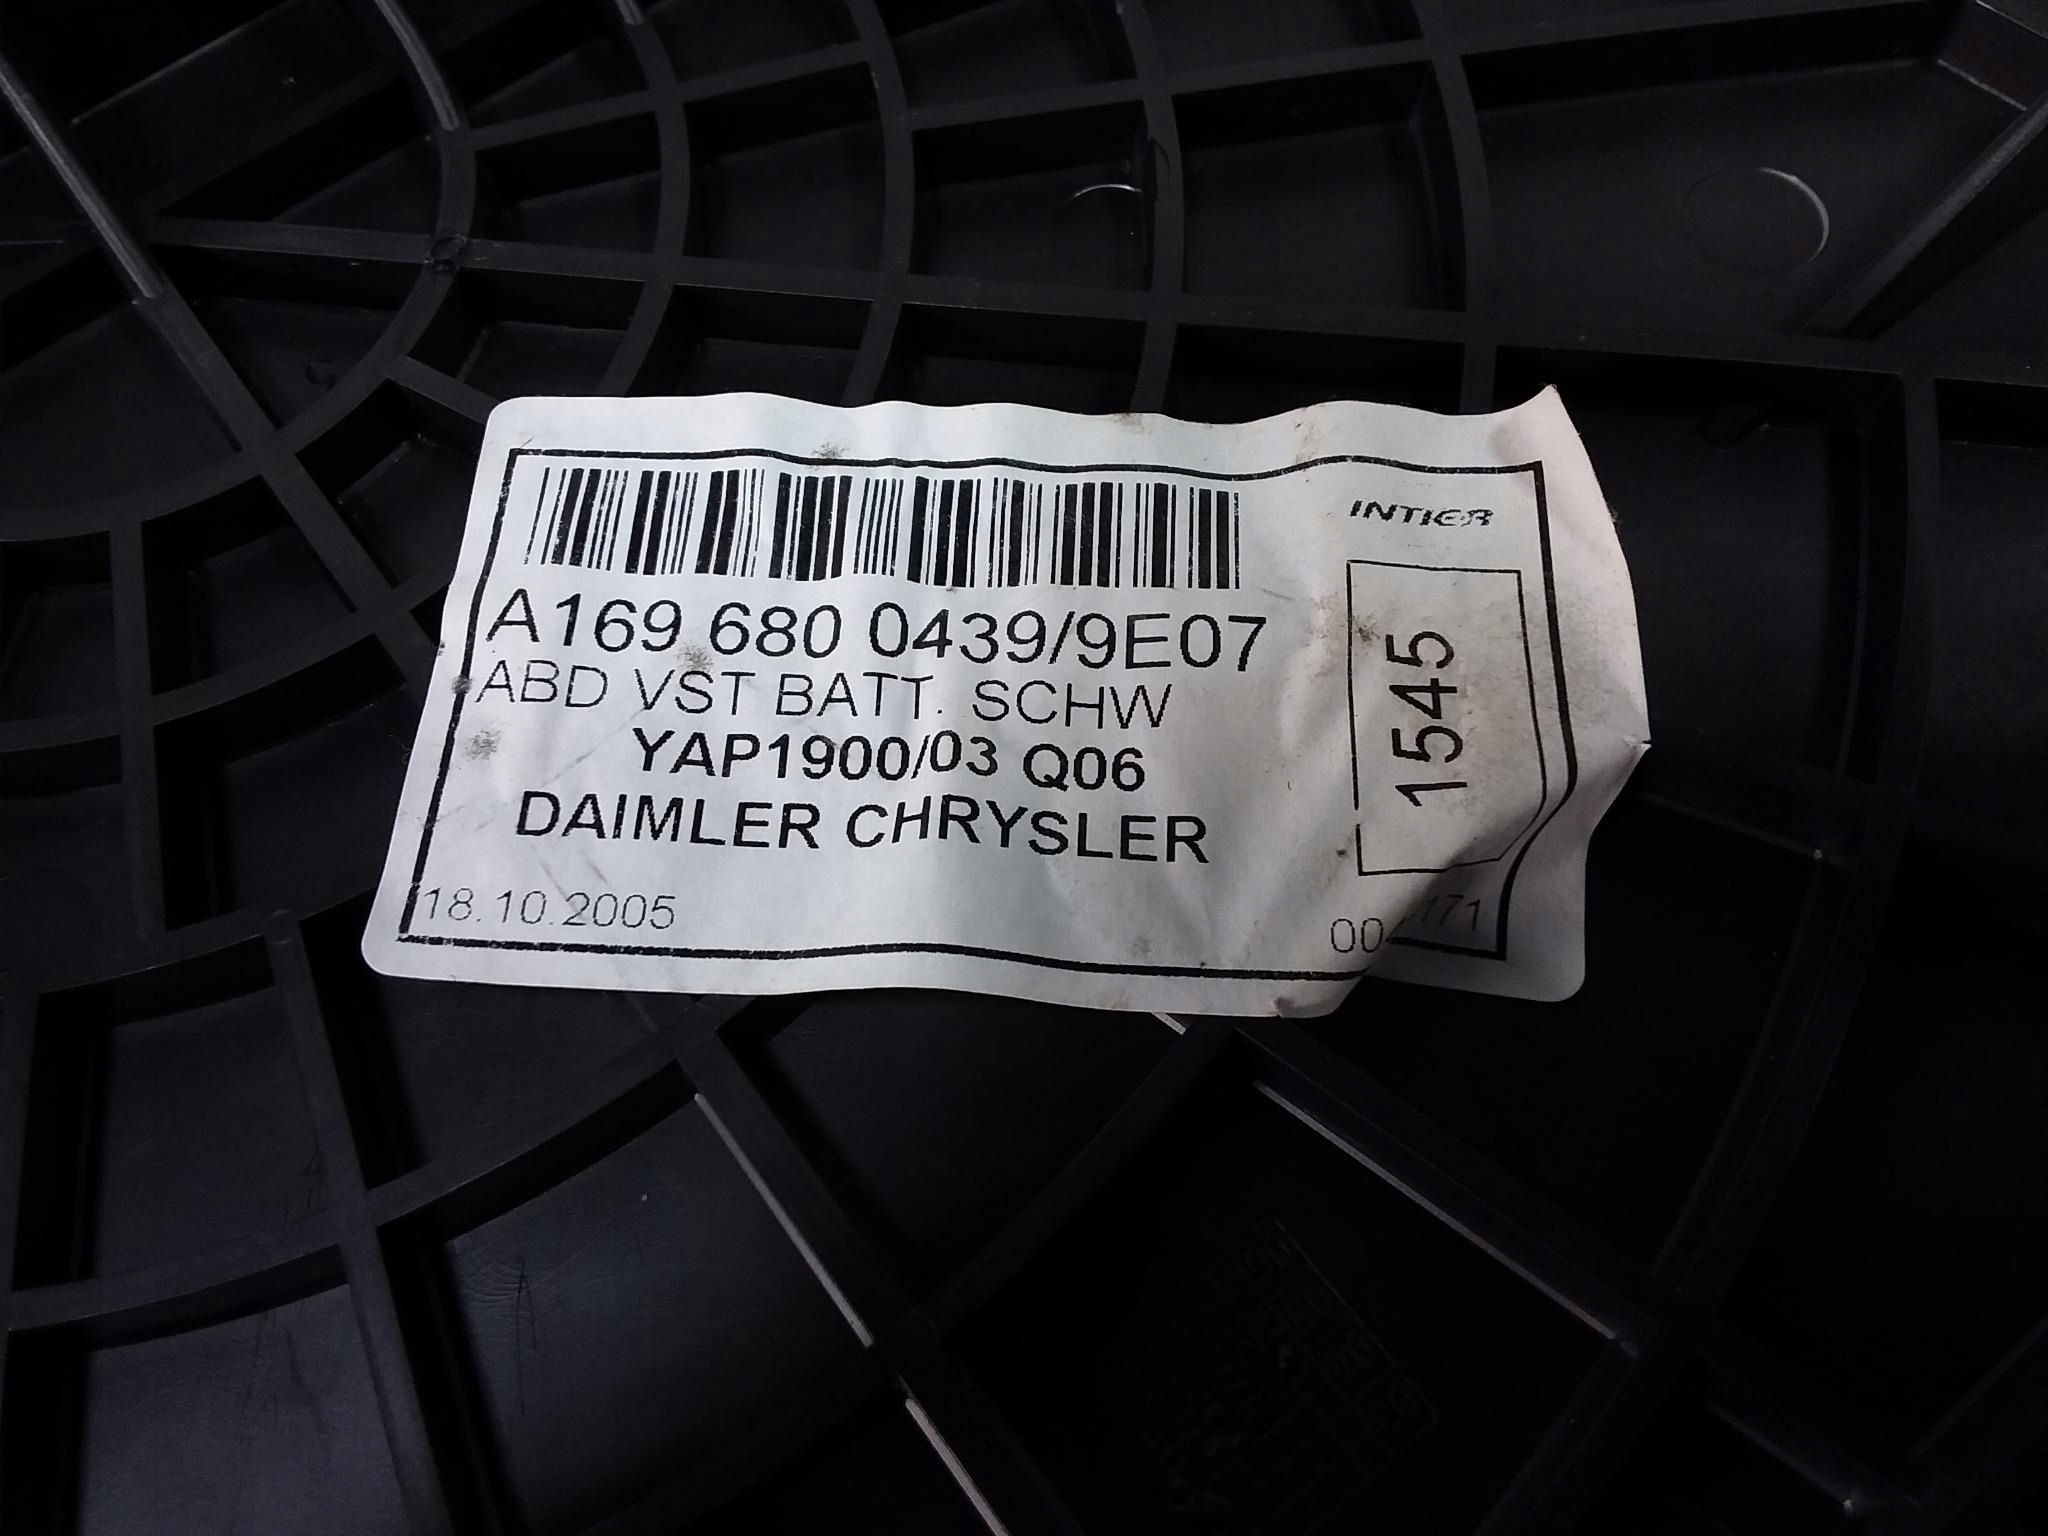 INTIER
A169 680 0439/9E07
ABD VST BATT. SCHW
YAP1900/03 Q06
DAIMLER CHRYSLER
1545
18.10.2005